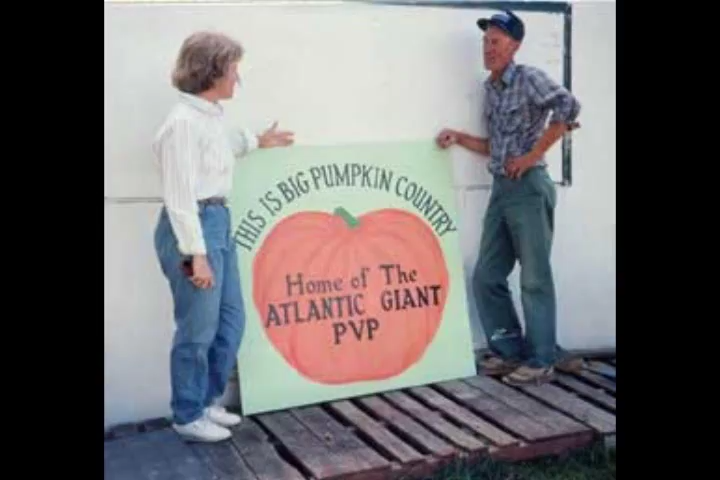 THIS IS BIG PUMPKIN COUNTRY
Home of The
ATLANTIC GIANT
PVP